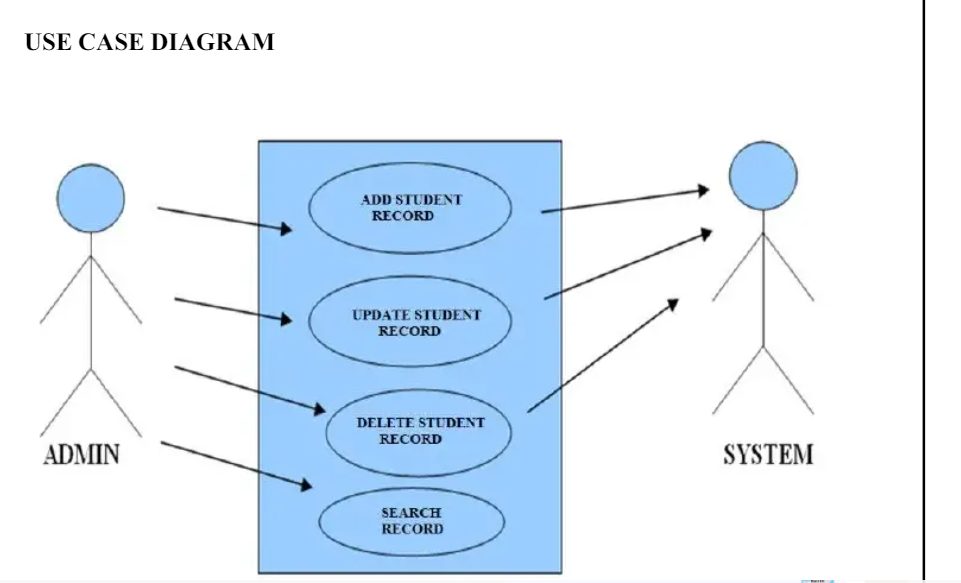 USE CASE DIAGRAM
ADD STUDENT
RECORD
UPDATE STUDENT
RECORD
DELETE STUDENT
RECORD
SEARCH
RECORD
ADMIN
SYSTEM